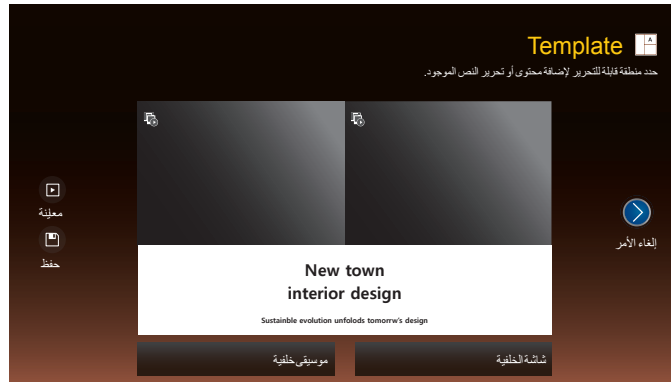 Template
حدد منطقة قابلة للتحرير لإضافة محتوى أو تحرير النص الموجود.
معاينة
حفظ
إلغاء الأمر
New town
interior design
Sustainble evolution unfolods tomorrw's design
شاشة الخلفية
موسيقى خلفية